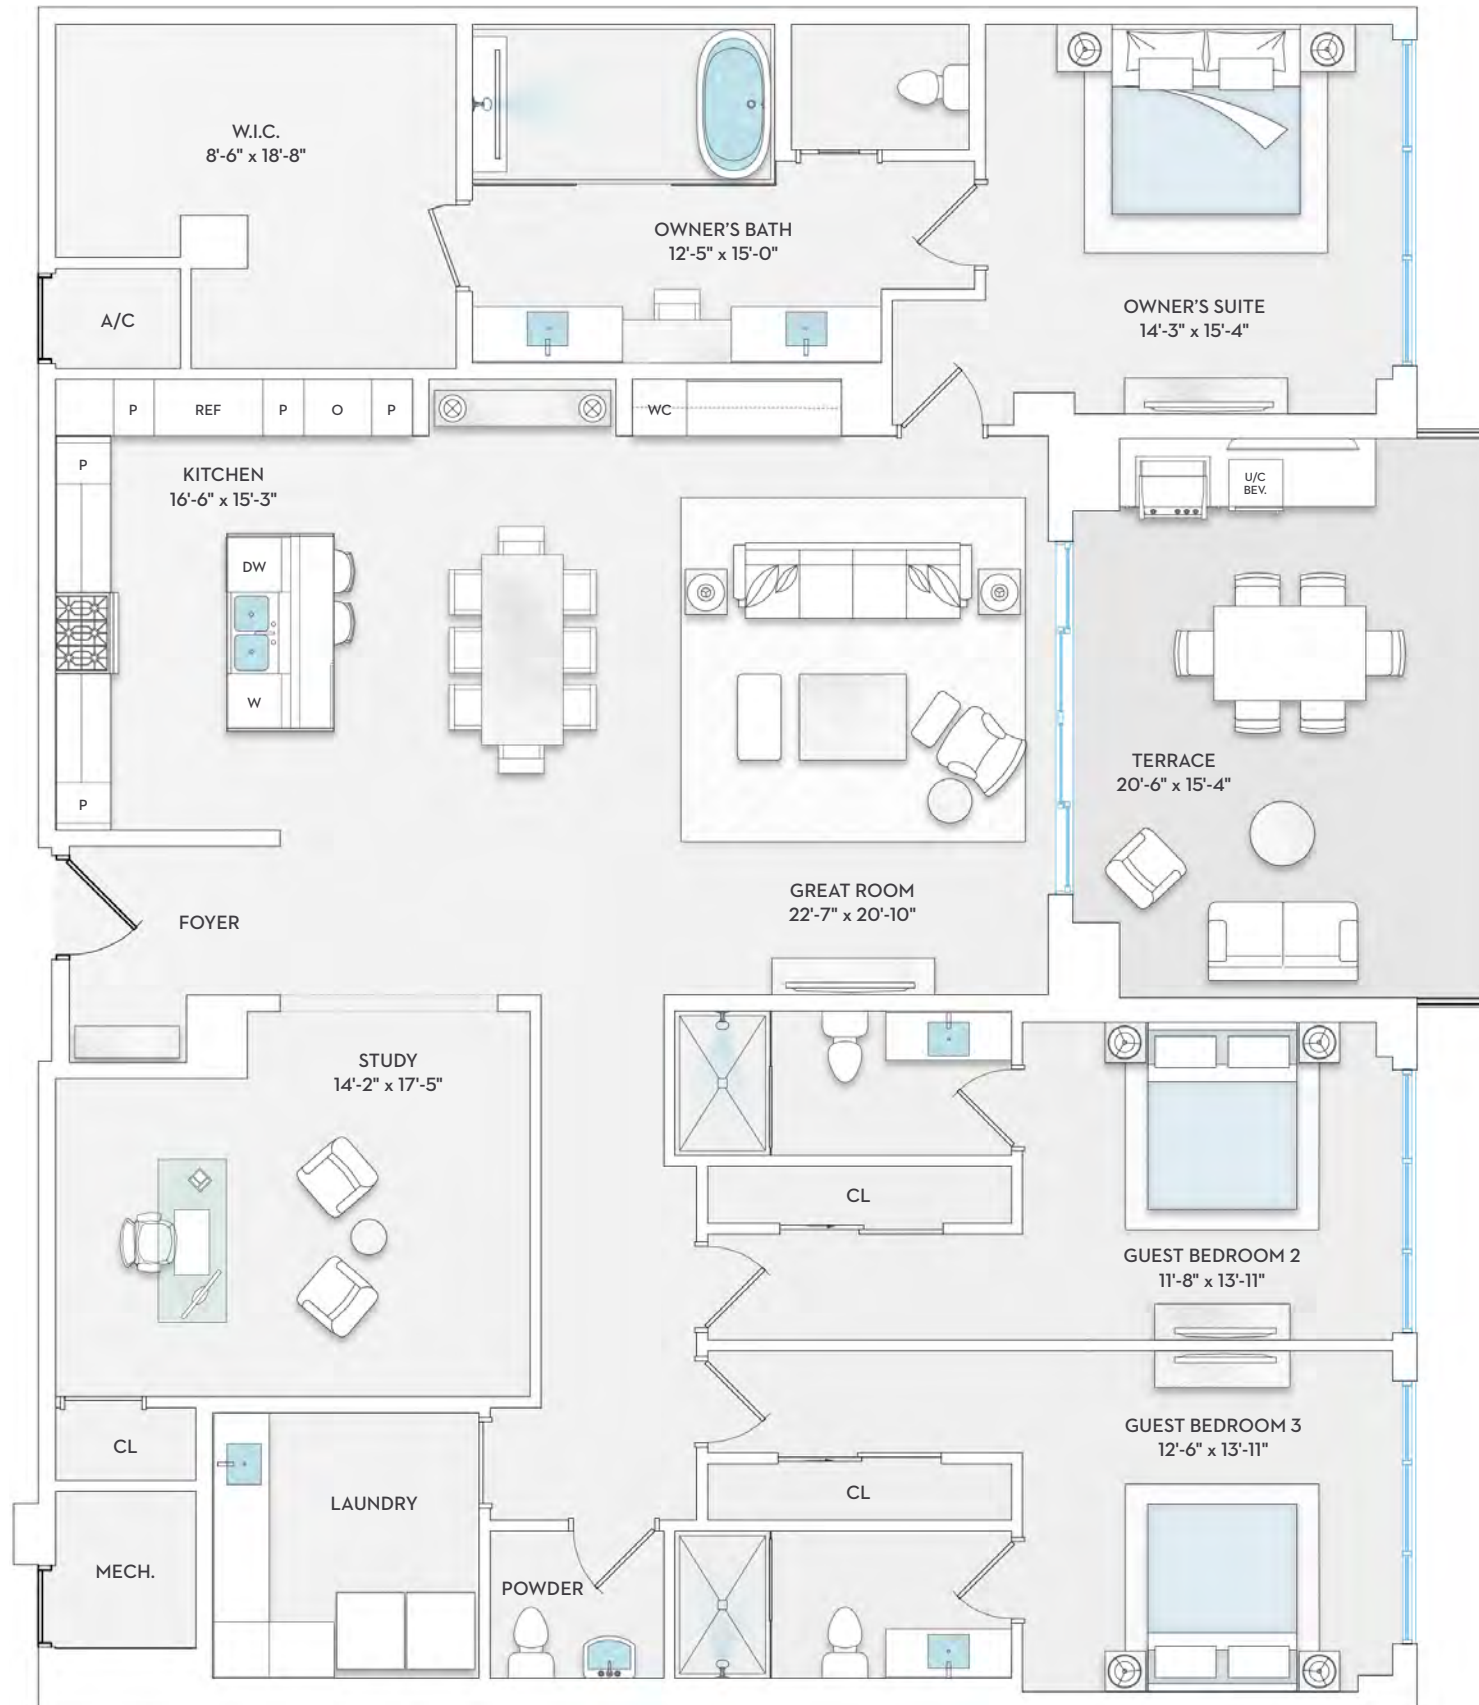 W.I.C.
8'-6" x 18'-8"
OWNER'S BATH
12'-5" x 15'-0"
A/C
OWNER'S SUITE
14'-3" x 15'-4"
P
REF
P
O
P
WC
P
KITCHEN
16'-6" x 15'-3"
U/C
BEV.
DW
W
P
TERRACE
20'-6" x 15'-4"
GREAT ROOM
22'-7" x 20'-10"
FOYER
STUDY
14'-2" x 17'-5"
CL
GUEST BEDROOM 2
11'-8" x 13'-11"
GUEST BEDROOM 3
12'-6" x 13'-11"
CL
CL
LAUNDRY
MECH.
POWDER